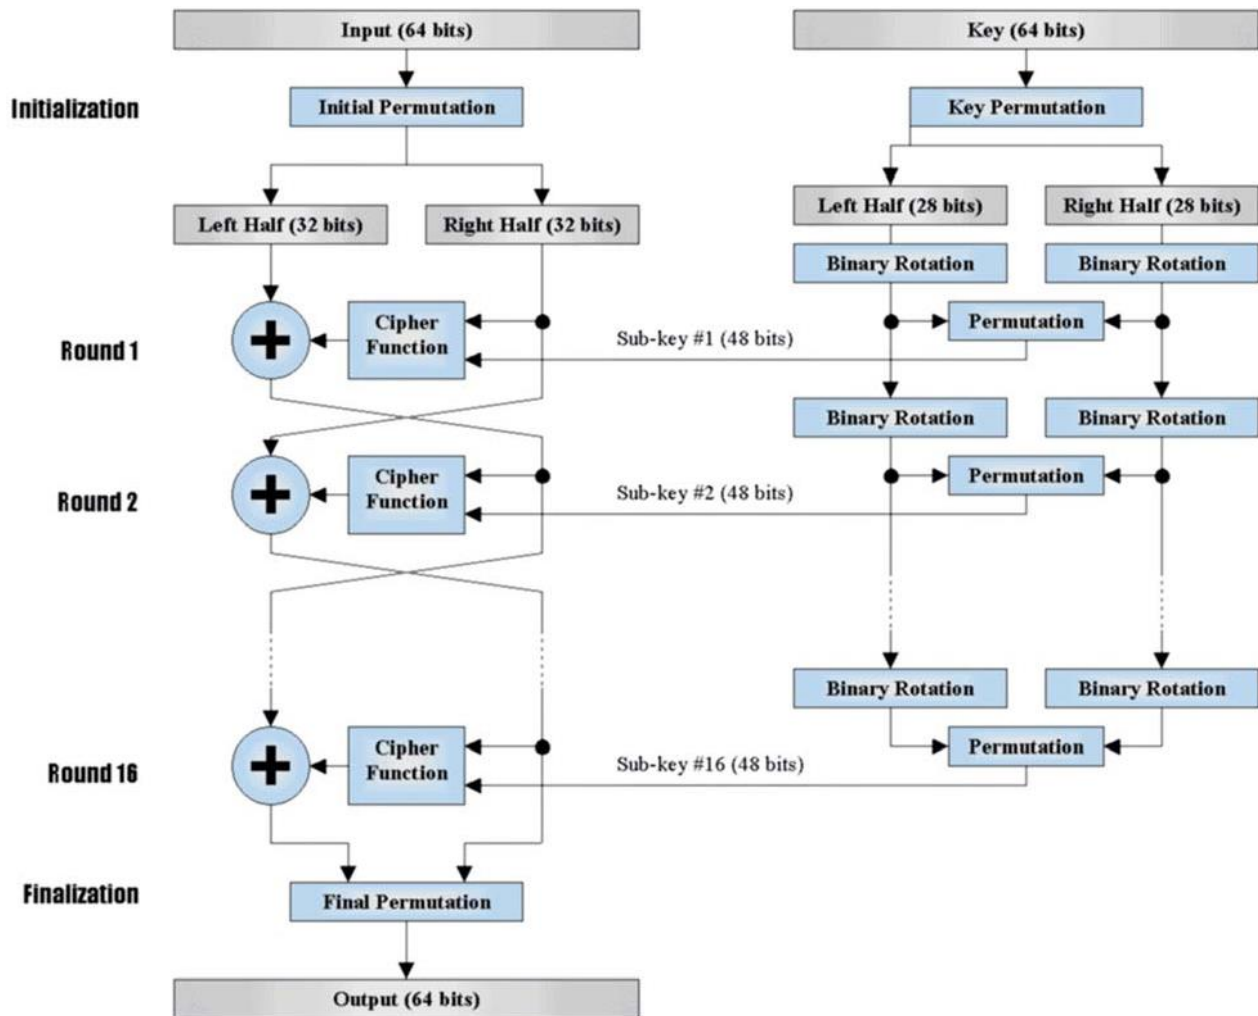 Input (64 bits)
Key (64 bits)
Initialization
Initial Permutation
Key Permutation
Left Half (32 bits)
Right Half (32 bits)
Left Half (28 bits)
Right Half (28 bits)
Binary Rotation
Binary Rotation
Round 1
Cipher
Function
Sub-key #1 (48 bits)
Permutation
Binary Rotation
Binary Rotation
Round 2
Cipher
Function
Sub-key #2 (48 bits)
Permutation
Binary Rotation
Binary Rotation
Round 16
Cipher
Function
Sub-key #16 (48 bits)
Permutation
Finalization
Final Permutation
Output (64 bits)